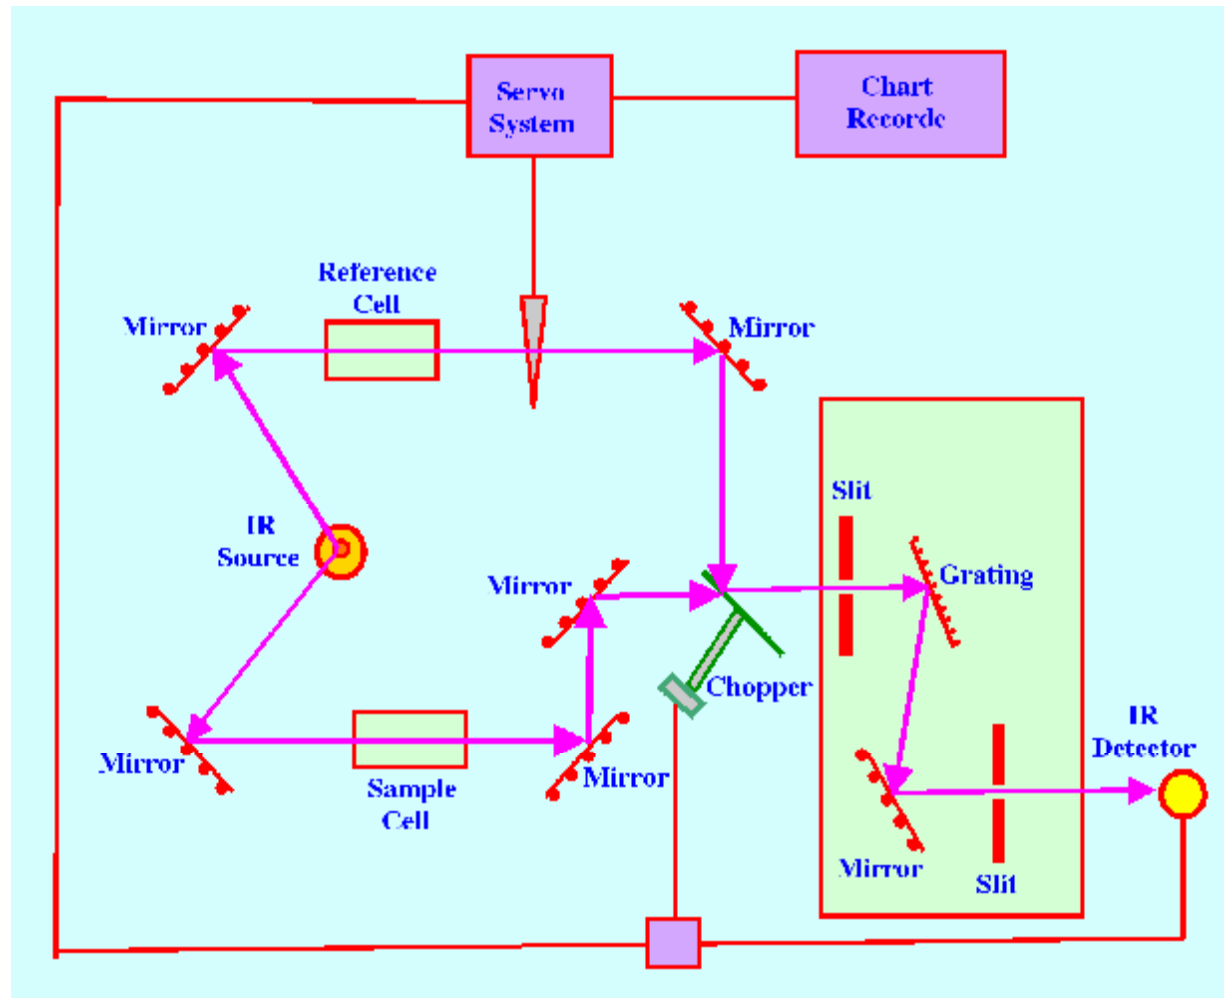 Servo
System
Chart
Recorde
Reference
Cell
Mirror
Mirror
IR
Source
Mirror
Slit
Grating
Chopper
Mirror
Sample
Cell
Mirror
IR
Detector
Mirror
Slit